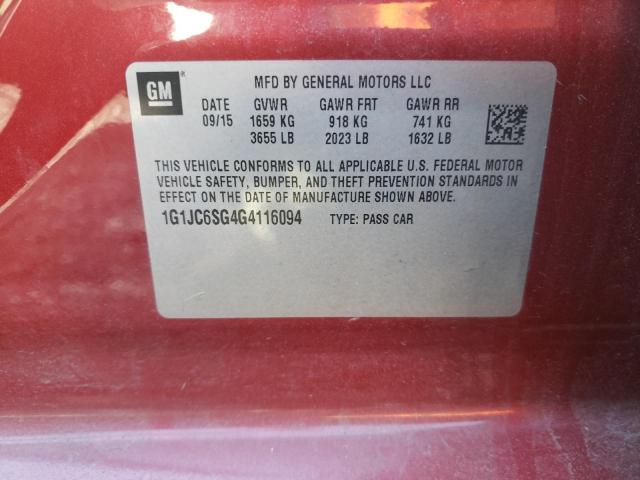 GM ®
MFD BY GENERAL MOTORS LLC
DATE GVWR GAWR FRT GAWR RR
09/15 1659 KG 918 KG 741 KG
3655 LB 2023 LB 1632 LB
THIS VEHICLE CONFORMS TO ALL APPLICABLE U.S. FEDERAL MOTOR
VEHICLE SAFETY, BUMPER, AND THEFT PREVENTION STANDARDS IN
EFFECT ON THE DATE OF MANUFACTURE SHOWN ABOVE.
1G1JC6SG4G4116094 TYPE: PASS CAR